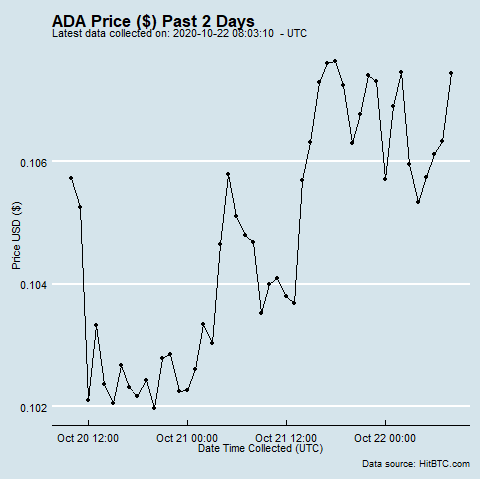 ADA Price ($) Past 2 Days
Latest data collected on: 2020-10-22 08:03:10 - UTC
0.106
0.104
0.102
Price USD ($)
Oct 20 12:00
Oct 21 00:00
Oct 21 12:00
Oct 22 00:00
Date Time Collected (UTC)
Data source: HitBTC.com